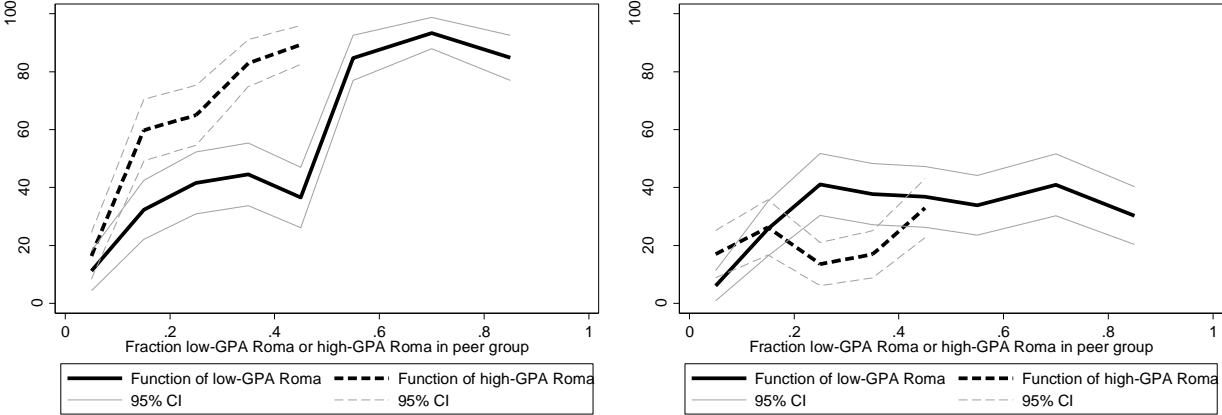 100
80
60
40
20
0
0 .2 .4 .6 .8 1
Fraction low-GPA Roma or high-GPA Roma in peer group
Function of low-GPA Roma Function of high-GPA Roma
95% CI 95% CI
100
80
60
40
20
0
0 .2 .4 .6 .8 1
Fraction low-GPA Roma or high-GPA Roma in peer group
Function of low-GPA Roma Function of high-GPA Roma
95% CI 95% CI